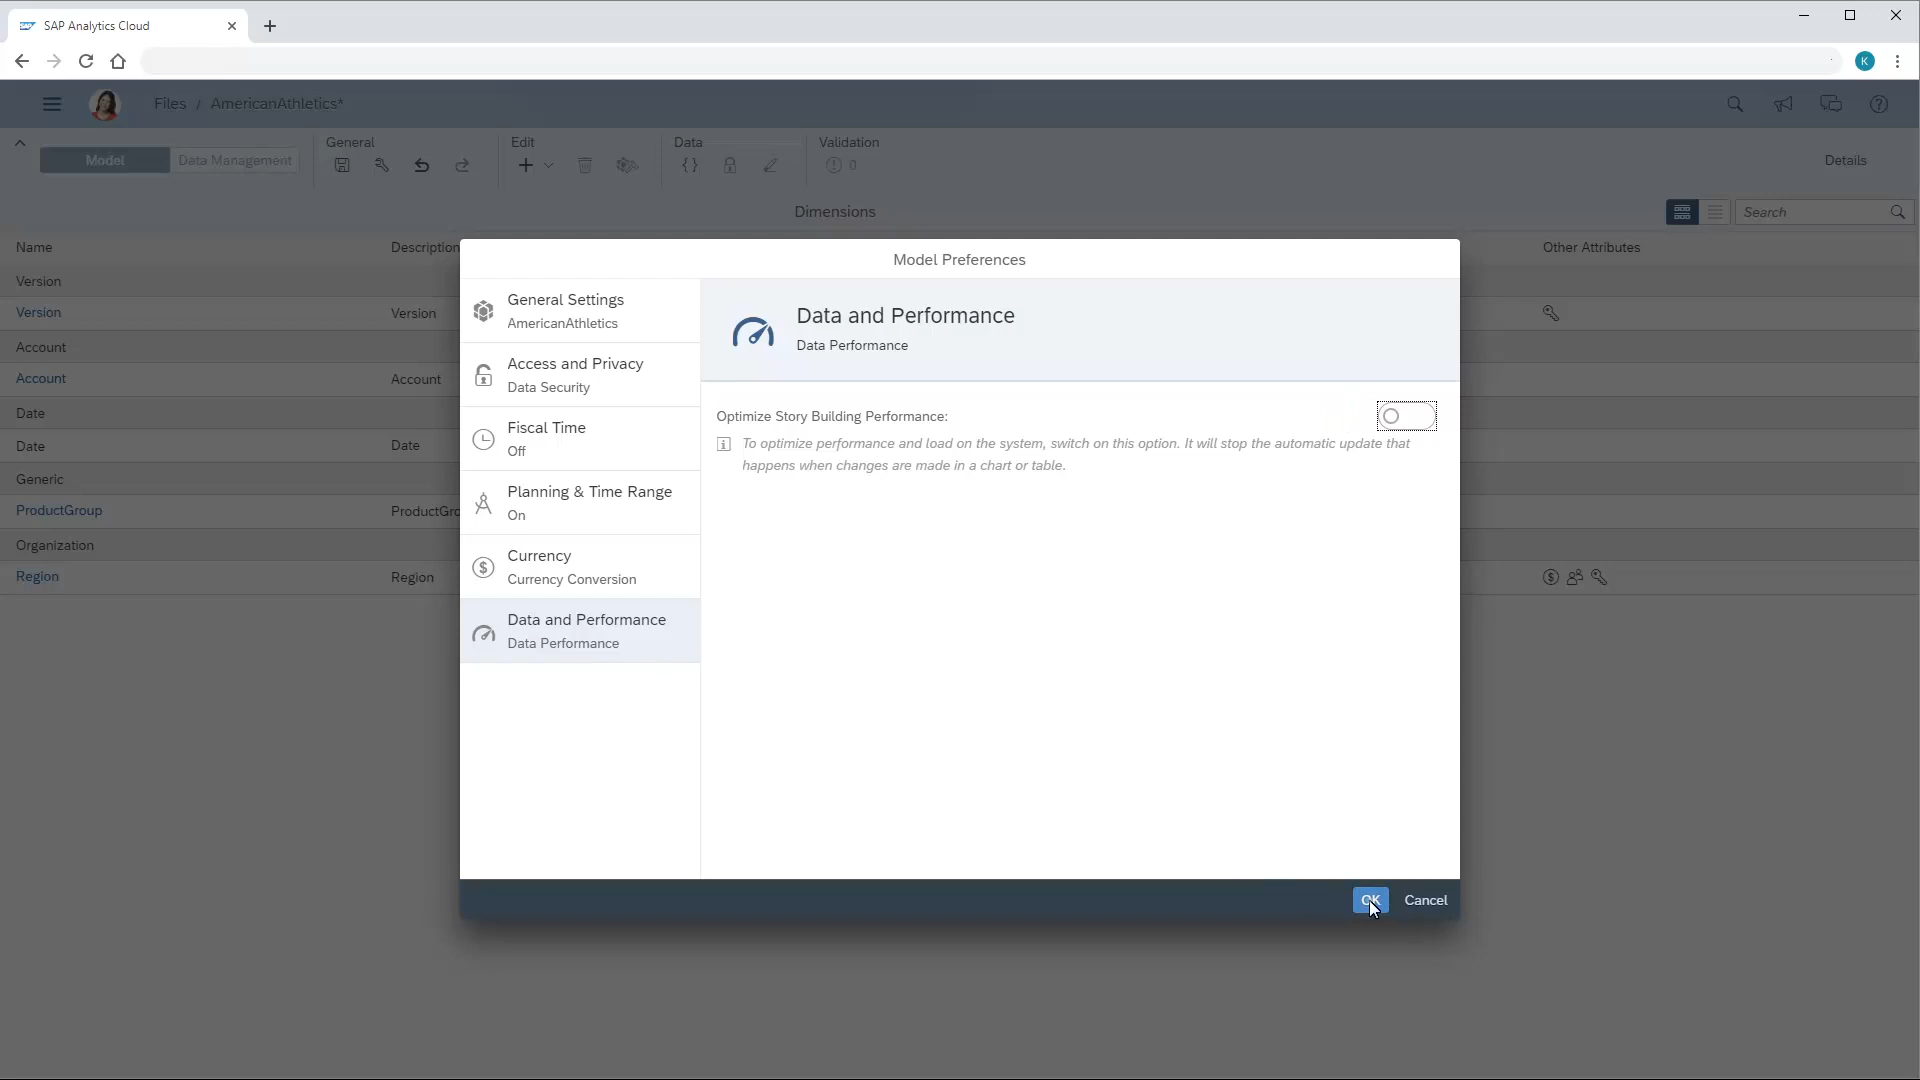 SAP Analytics Cloud
K
Files / AmericanAthletics*
Model
Data Management
General
Edit
Data
Validation
0
Details
Dimensions
Search
Name
Description
Other Attributes
Version
Version
Version
Account
Account
Account
Date
Date
Date
Generic
ProductGroup
ProductGro
Organization
Region
Region
Model Preferences
General Settings
AmericanAthletics
Access and Privacy
Data Security
Fiscal Time
Off
Planning & Time Range
On
Currency
Currency Conversion
Data and Performance
Data Performance
Data and Performance
Data Performance
Optimize Story Building Performance:
To optimize performance and load on the system, switch on this option. It will stop the automatic update that
happens when changes are made in a chart or table.
OK
Cancel